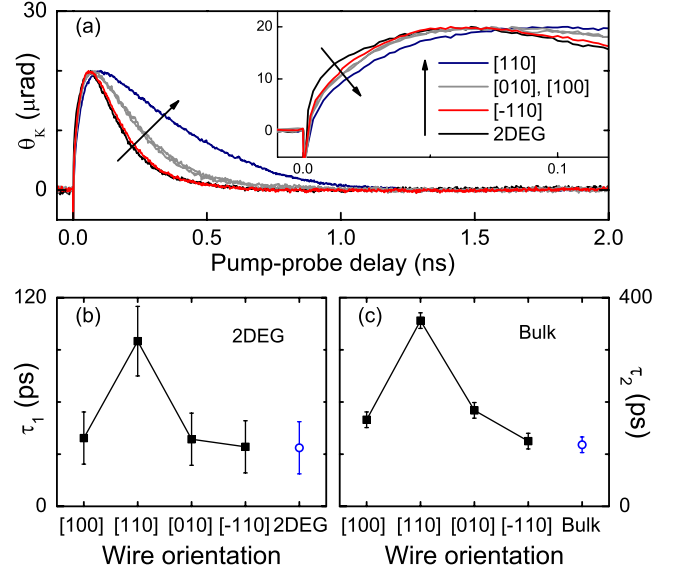 (a)
θK (μrad)
30
0
20
10
0
0.0
0.1
[110]
[010], [100]
[-110]
2DEG
0.0
0.5
1.0
1.5
2.0
Pump-probe delay (ns)
(b)
2DEG
τ1 (ps)
120
0
[100]
[110]
[010]
[-110]
2DEG
Wire orientation
(c)
Bulk
400
0
τ2 (ps)
[100]
[110]
[010]
[-110]
Bulk
Wire orientation